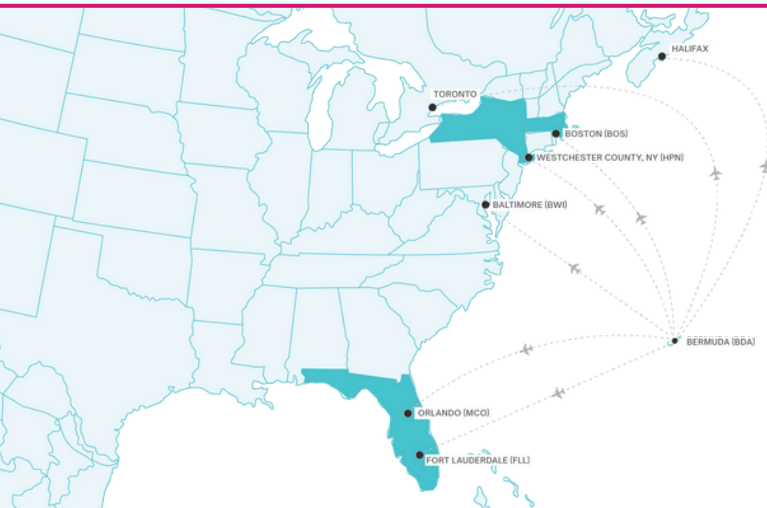 HALIFAX
TORONTO
BOSTON (BOS)
WESTCHESTER COUNTY, NY (HPN)
BALTIMORE (BWI)
BERMUDA (BDA)
ORLANDO (MCO)
FORT LAUDERDALE (FLL)